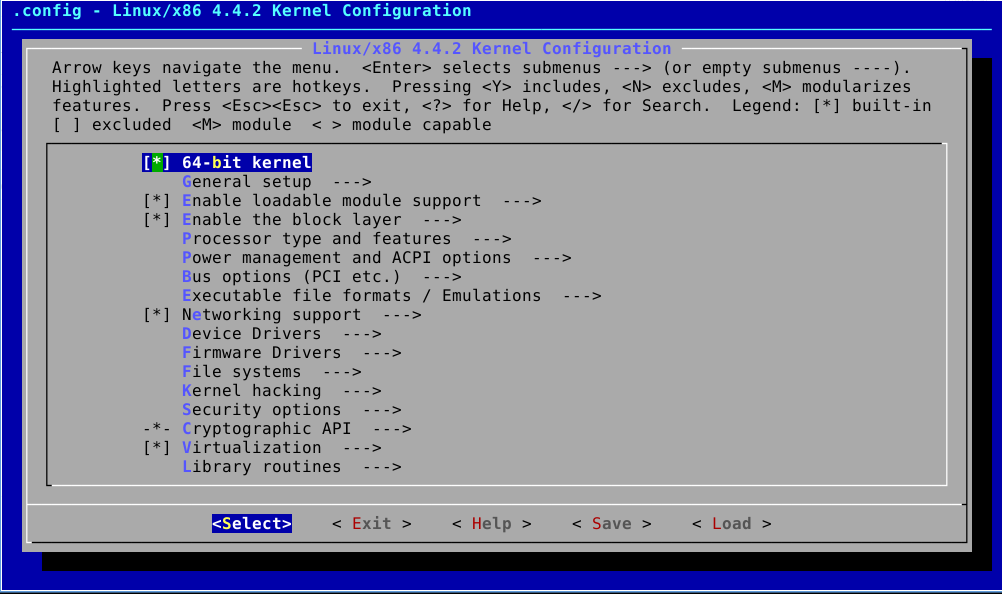 .config - Linux/x86 4.4.2 Kernel Configuration
Linux/x86 4.4.2 Kernel Configuration
Arrow keys navigate the menu.  <Enter> selects submenus ---> (or empty submenus ----).
Highlighted letters are hotkeys.  Pressing <Y> includes, <N> excludes, <M> modularizes
features.  Press <Esc><Esc> to exit, <?> for Help, </> for Search.  Legend: [*] built-in
[ ] excluded  <M> module  < > module capable
[*] 64-bit kernel
General setup  --->
[*] Enable loadable module support  --->
[*] Enable the block layer  --->
Processor type and features  --->
Power management and ACPI options  --->
Bus options (PCI etc.)  --->
Executable file formats / Emulations  --->
[*] Networking support  --->
Device Drivers  --->
Firmware Drivers  --->
File systems  --->
Kernel hacking  --->
Security options  --->
-*- Cryptographic API  --->
[*] Virtualization  --->
Library routines  --->
<Select>    < Exit >    < Help >    < Save >    < Load >